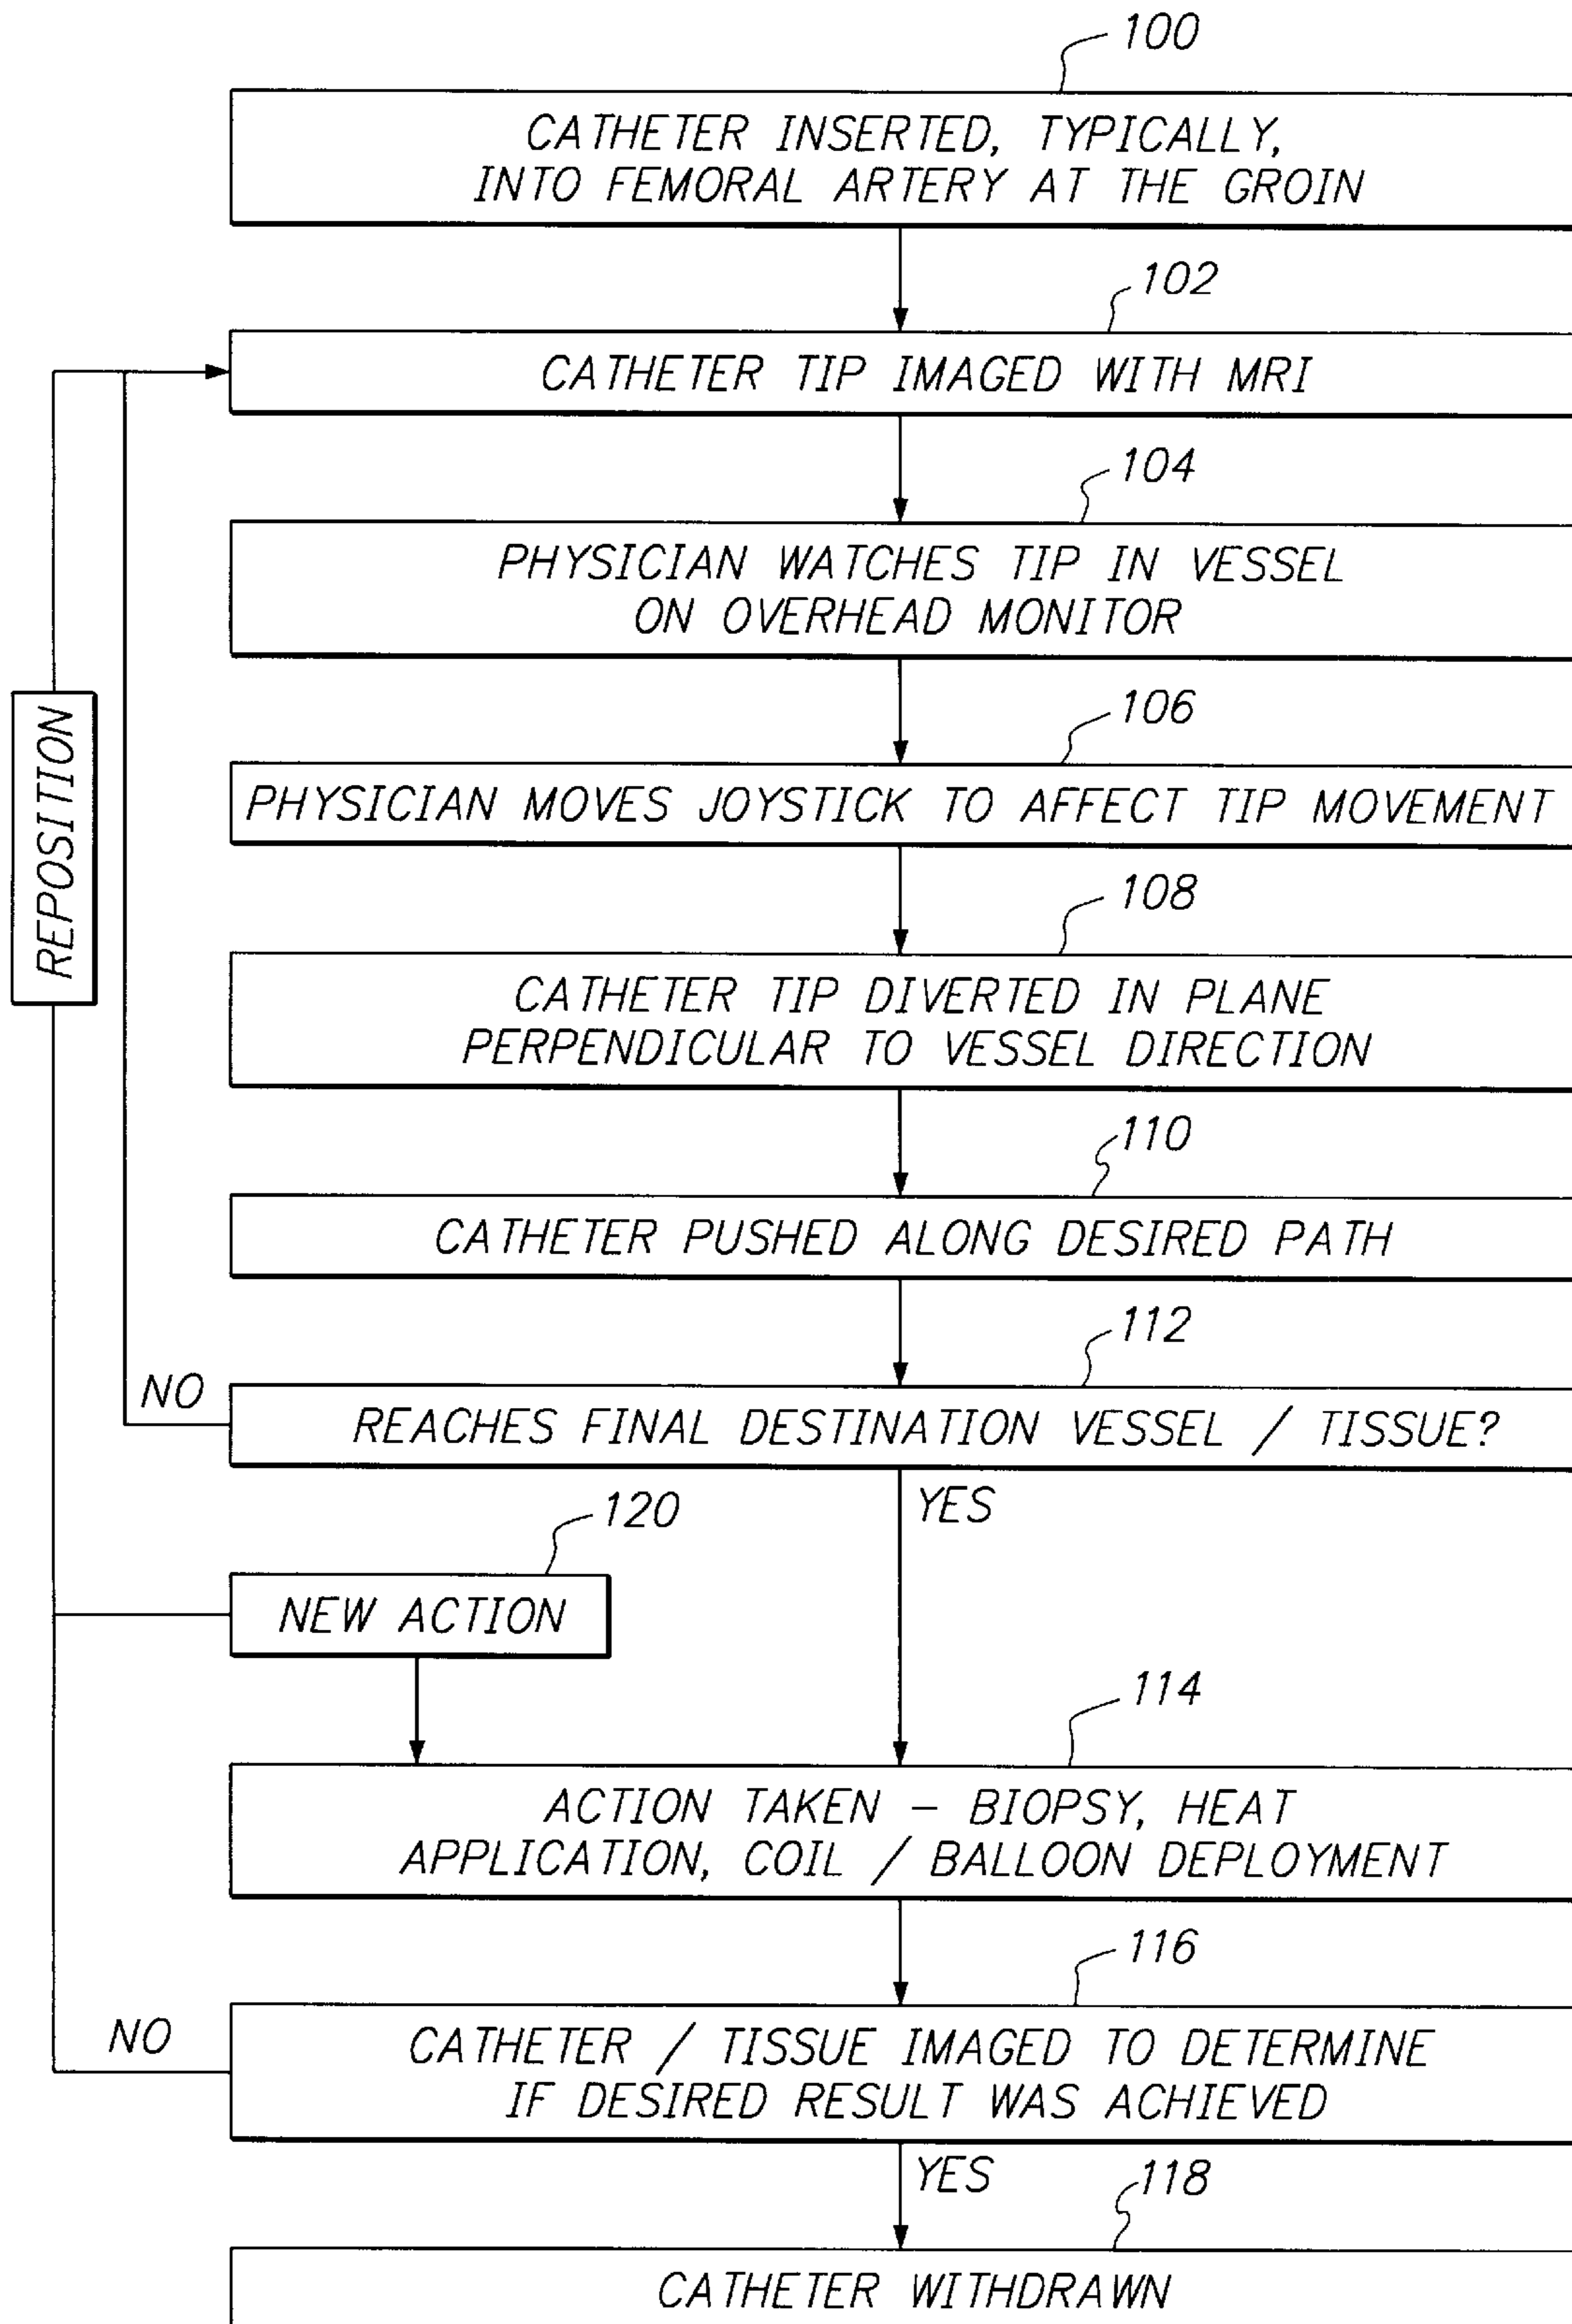 100
CATHETER INSERTED, TYPICALLY,
INTO FEMORAL ARTERY AT THE GROIN
102
CATHETER TIP IMAGED WITH MRI
104
PHYSICIAN WATCHES TIP IN VESSEL
ON OVERHEAD MONITOR
REPOSITION
106
PHYSICIAN MOVES JOYSTICK TO AFFECT TIP MOVEMENT
108
CATHETER TIP DIVERTED IN PLANE
PERPENDICULAR TO VESSEL DIRECTION
110
CATHETER PUSHED ALONG DESIRED PATH
112
NO
REACHES FINAL DESTINATION VESSEL / TISSUE?
YES
120
NEW ACTION
114
ACTION TAKEN – BIOPSY, HEAT
APPLICATION, COIL / BALLOON DEPLOYMENT
116
NO
CATHETER / TISSUE IMAGED TO DETERMINE
IF DESIRED RESULT WAS ACHIEVED
YES
118
CATHETER WITHDRAWN